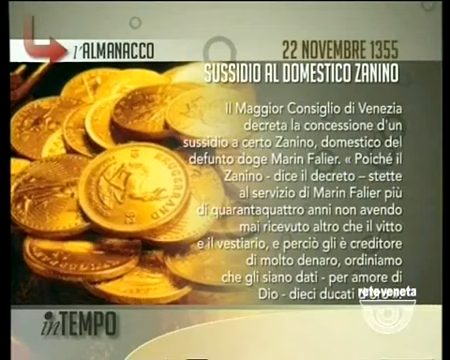 l'ALMANACCO
22 NOVEMBRE 1355
SUSSIDIO AL DOMESTICO ZANINO
Il Maggior Consiglio di Venezia
decreta la concessione d'un
sussidio a certo Zanino, domestico del
defunto doge Marin Falier. « Poiché il
Zanino - dice il decreto – stette
al servizio di Marin Falier più
di quarantaquattro anni non avendo
mai ricevuto altro che il vitto
e il vestiario, e perciò gli è creditore
di molto denaro, ordiniamo
che gli siano dati - per amore di
Dio - dieci ducati
reteveneta
inTEMPO
KRUGERRAND